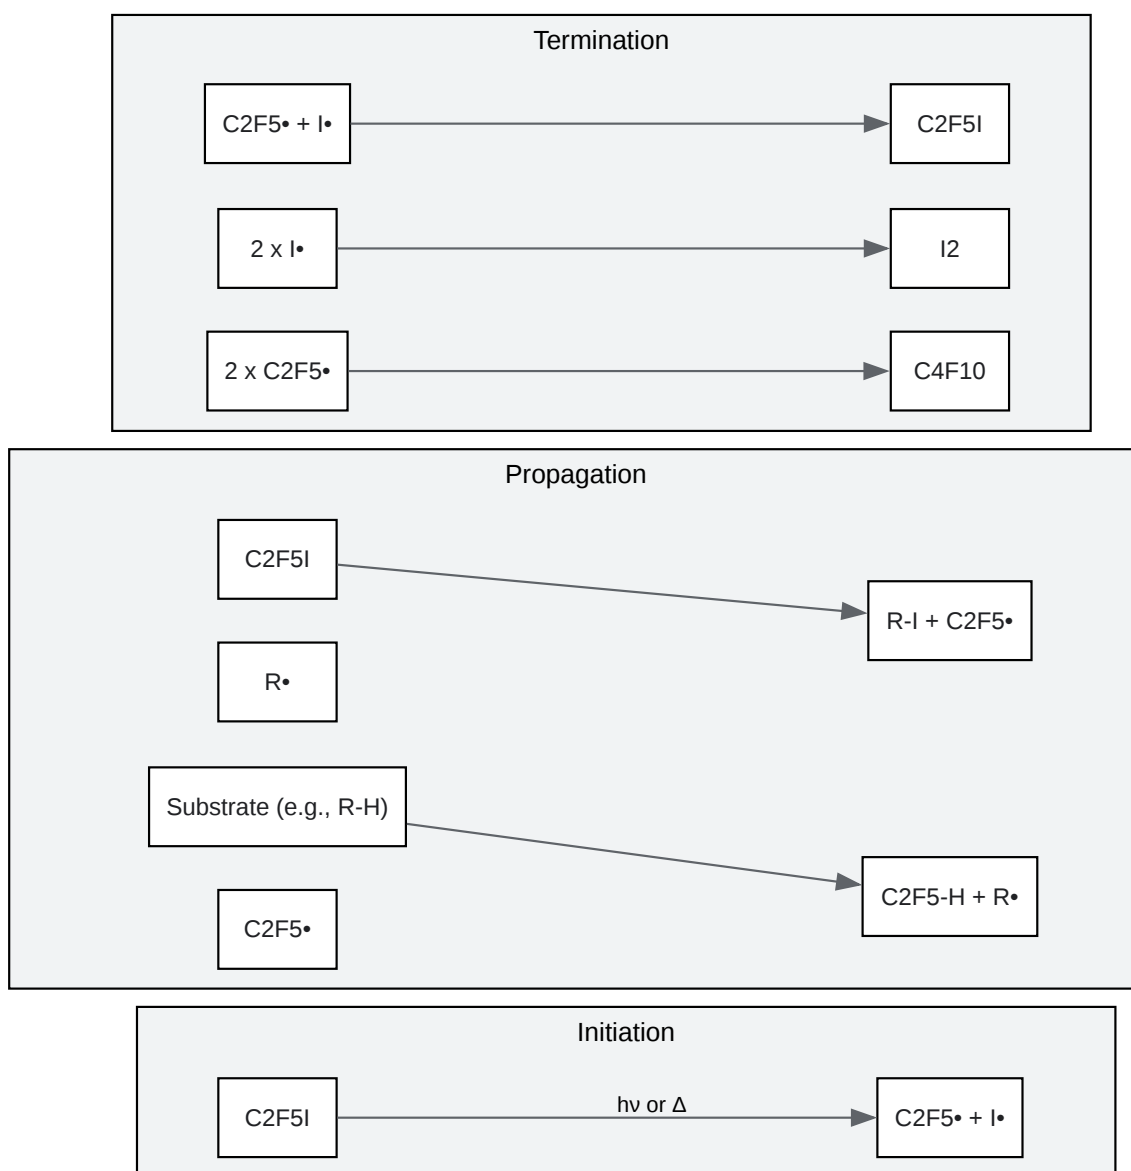 Termination
C2F5• + I•
C2F5I
2 x I•
I2
2 x C2F5•
C4F10
Propagation
C2F5I
R-I + C2F5•
R•
Substrate (e.g., R-H)
C2F5-H + R•
C2F5•
Initiation
C2F5I
hν or Δ
C2F5• + I•